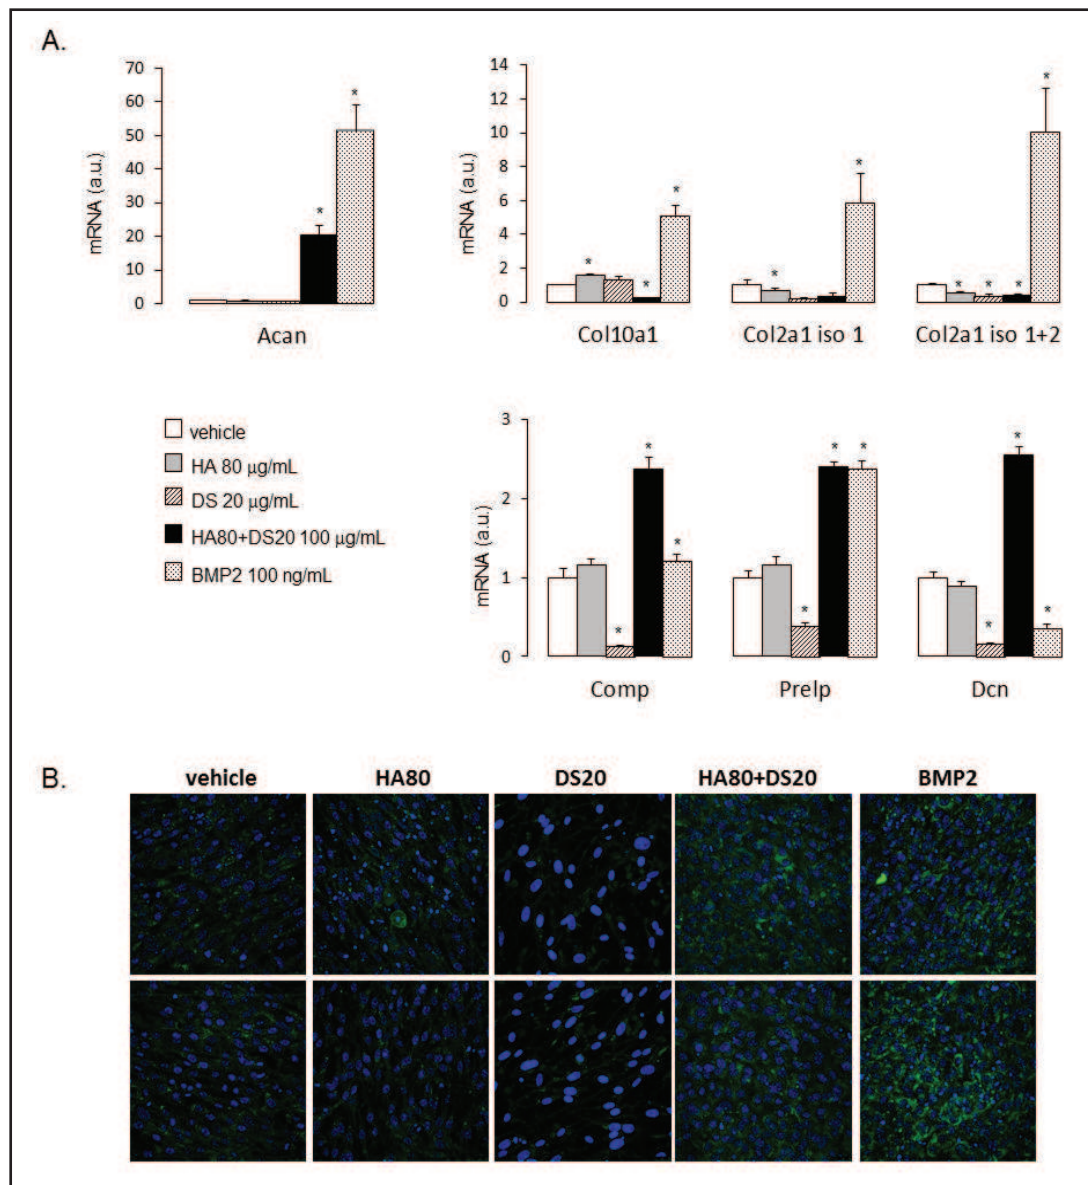 A.
mRNA (a.u.)
70
60
50
40
30
20
10
0
*
*
Acan
mRNA (a.u.)
14
12
10
8
6
4
2
0
* * *
* *
* * * *
Col10a1 Col2a1 iso 1 Col2a1 iso 1+2
vehicle
HA 80 µg/mL
DS 20 µg/mL
HA80+DS20 100 µg/mL
BMP2 100 ng/mL
mRNA (a.u.)
3
2
1
0
* * *
* * *
* * *
Comp Prelp Dcn
B.
vehicle HA80 DS20 HA80+DS20 BMP2